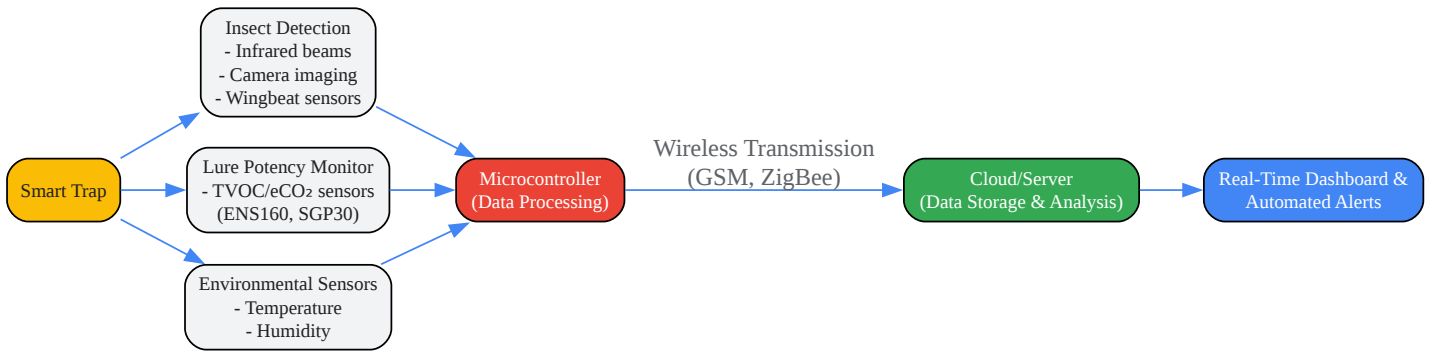 Smart Trap
Insect Detection
- Infrared beams
- Camera imaging
- Wingbeat sensors
Lure Potency Monitor
- TVOC/eCO₂ sensors
(ENS160, SGP30)
Environmental Sensors
- Temperature
- Humidity
Microcontroller
(Data Processing)
Wireless Transmission
(GSM, ZigBee)
Cloud/Server
(Data Storage & Analysis)
Real-Time Dashboard &
Automated Alerts